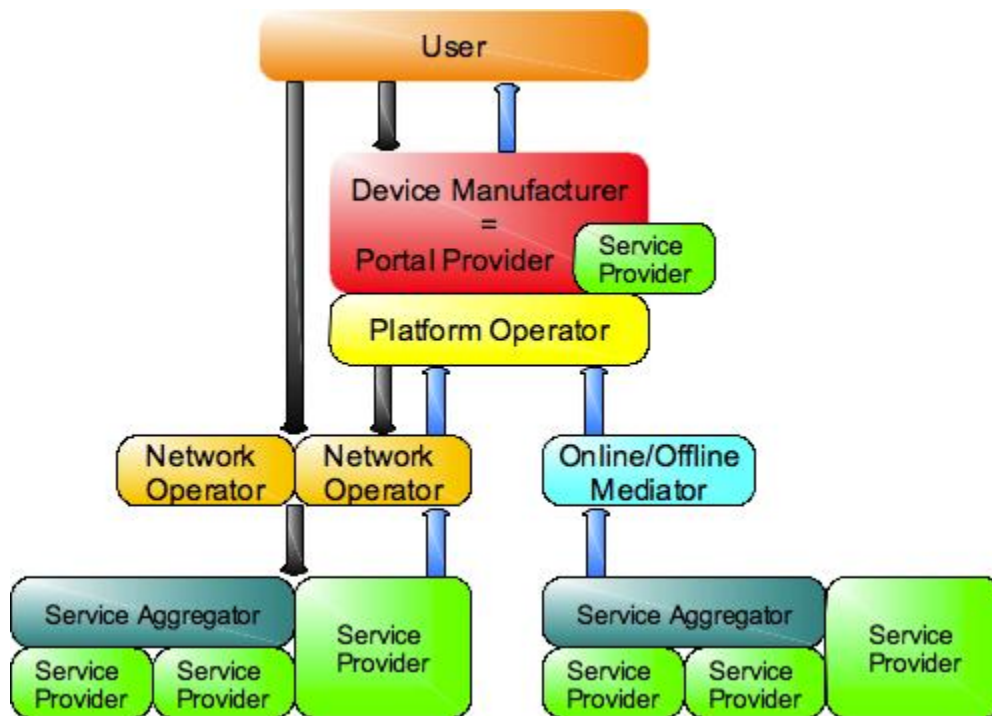 User
Device Manufacturer
=
Portal Provider
Service
Provider
Platform Operator
Network
Operator
Network
Operator
Online/Offline
Mediator
Service Aggregator
Service
Provider
Service
Provider
Service
Provider
Service Aggregator
Service
Provider
Service
Provider
Service
Provider